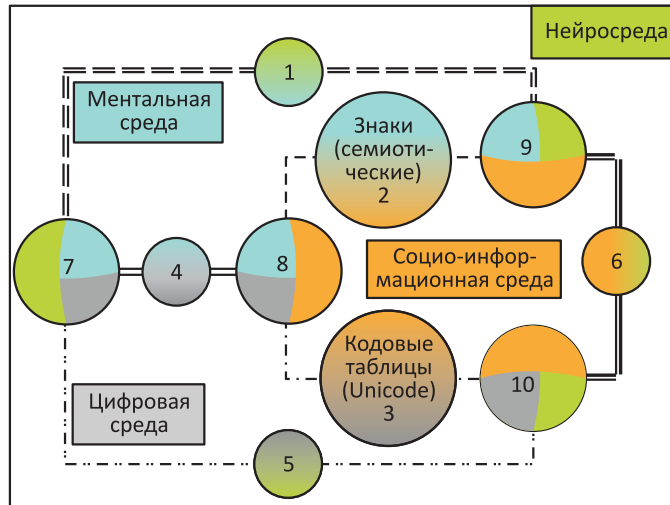 Нейросреда
1
Ментальная
среда
Знаки
(семиоти-
ческие)
2
9
7
4
8
Социо-инфор-
мационная среда
6
Кодовые
таблицы
(Unicode)
3
10
Цифровая
среда
5